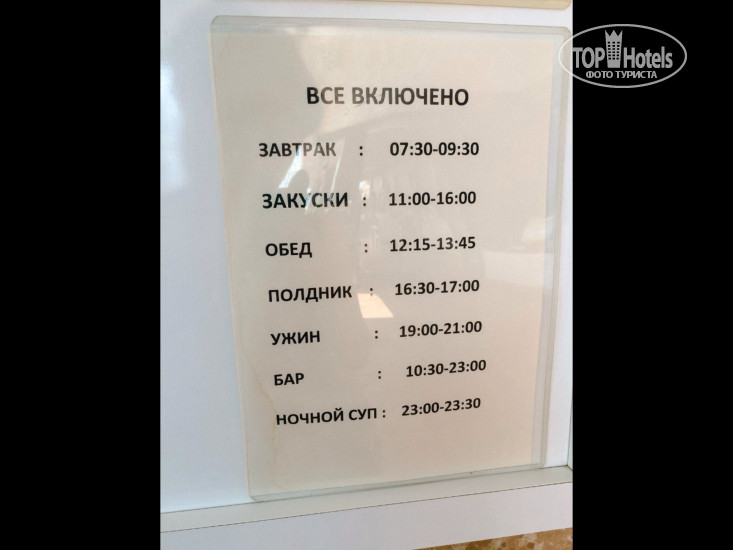 TOP Hotels
ФОТО ТУРИСТА
ВСЕ ВКЛЮЧЕНО
ЗАВТРАК : 07:30-09:30
ЗАКУСКИ : 11:00-16:00
ОБЕД : 12:15-13:45
ПОЛДНИК : 16:30-17:00
УЖИН : 19:00-21:00
БАР : 10:30-23:00
НОЧНОЙ СУП : 23:00-23:30